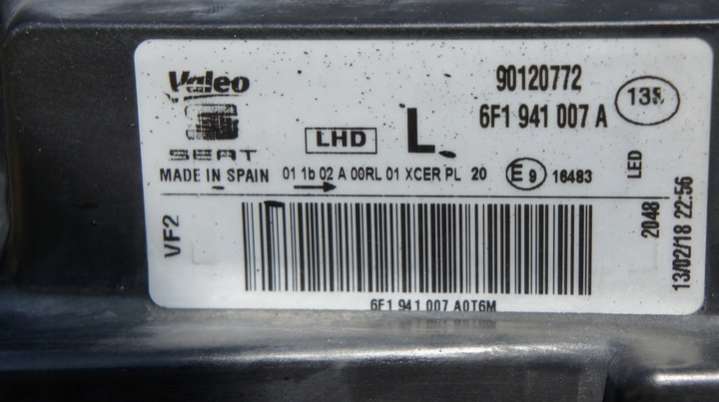 Valeo
SEAT
MADE IN SPAIN
LHD
L
90120772
6F1 941 007 A
138
01 1b 02 A 00RL 01 XCER PL 20
E9 16483
LED
VF2
2048
13/02/18 22:56
6F1 941 007 A0T6M